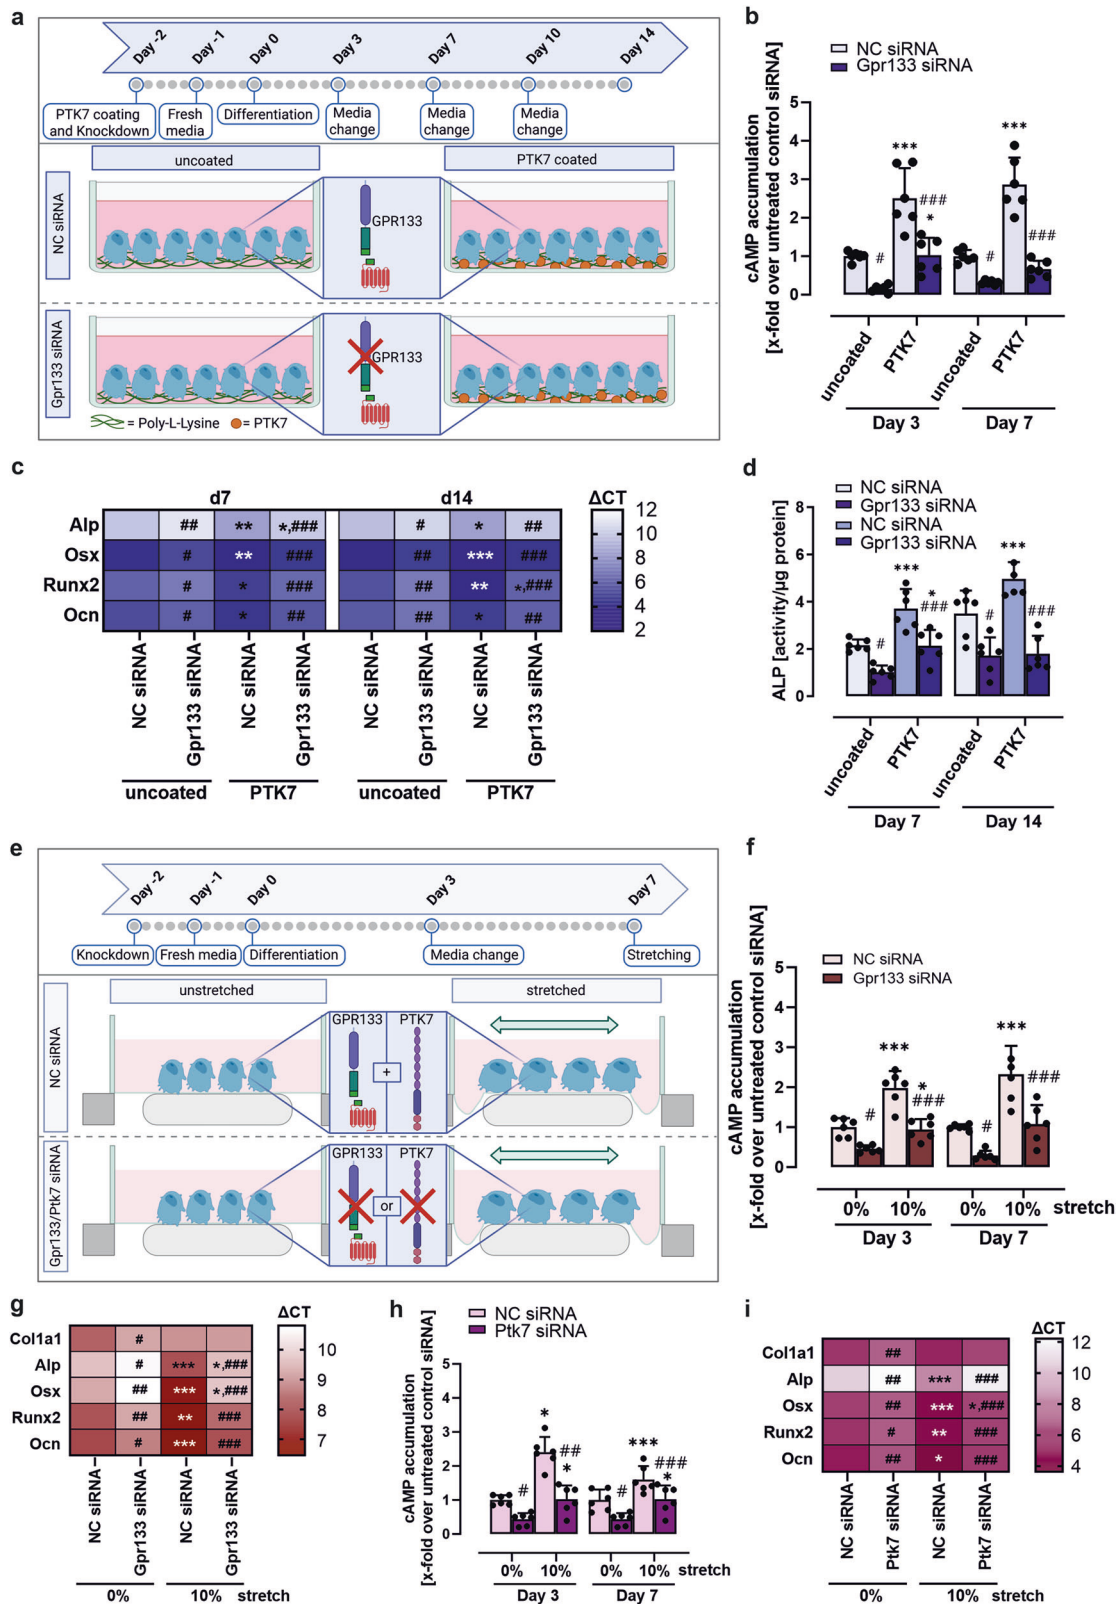 a
Day -2
Day -1
Day 0
Day 3
Day 7
Day 10
Day 14
PTK7 coating
and Knockdown
Fresh
media
Differentiation
Media
change
Media
change
Media
change
uncoated
PTK7 coated
NC siRNA
GPR133
Gpr133 siRNA
GPR133
= Poly-L-Lysine
= PTK7
b
NC siRNA
Gpr133 siRNA
cAMP accumulation
[x-fold over untreated control siRNA]
5
4
3
2
1
0
#
***
###
*
#
***
###
uncoated
PTK7
uncoated
PTK7
Day 3
Day 7
c
d7
d14
ΔCT
Alp
##
**
*,###
#
*
##
Osx
#
**
###
##
***
###
Runx2
#
*
###
##
**
*,###
Ocn
#
*
##
##
*
##
12
10
8
6
4
2
NC siRNA
Gpr133 siRNA
NC siRNA
Gpr133 siRNA
NC siRNA
Gpr133 siRNA
NC siRNA
Gpr133 siRNA
uncoated
PTK7
uncoated
PTK7
d
NC siRNA
Gpr133 siRNA
NC siRNA
Gpr133 siRNA
ALP [activity/µg protein]
8
6
4
2
0
#
***
*
###
#
***
###
uncoated
PTK7
uncoated
PTK7
Day 7
Day 14
e
Day -2
Day -1
Day 0
Day 3
Day 7
Knockdown
Fresh media
Differentiation
Media change
Stretching
unstretched
stretched
NC siRNA
GPR133
PTK7
+
Gpr133/Ptk7 siRNA
GPR133
PTK7
or
f
NC siRNA
Gpr133 siRNA
cAMP accumulation
[x-fold over untreated control siRNA]
5
4
3
2
1
0
#
***
*
###
#
***
###
0%
10%
0%
10%
stretch
Day 3
Day 7
g
ΔCT
Col1a1
#
Alp
#
***
*,###
Osx
##
***
*,###
Runx2
##
**
###
Ocn
#
***
###
10
9
8
7
NC siRNA
Gpr133 siRNA
NC siRNA
Gpr133 siRNA
0%
10%
stretch
h
NC siRNA
Ptk7 siRNA
cAMP accumulation
[x-fold over untreated control siRNA]
5
4
3
2
1
0
#
*
##
*
#
***
###
*
0%
10%
0%
10%
stretch
Day 3
Day 7
i
ΔCT
Col1a1
##
Alp
##
***
###
Osx
##
***
*,###
Runx2
#
**
###
Ocn
##
*
###
12
10
8
6
4
NC siRNA
Ptk7 siRNA
NC siRNA
Ptk7 siRNA
0%
10%
stretch